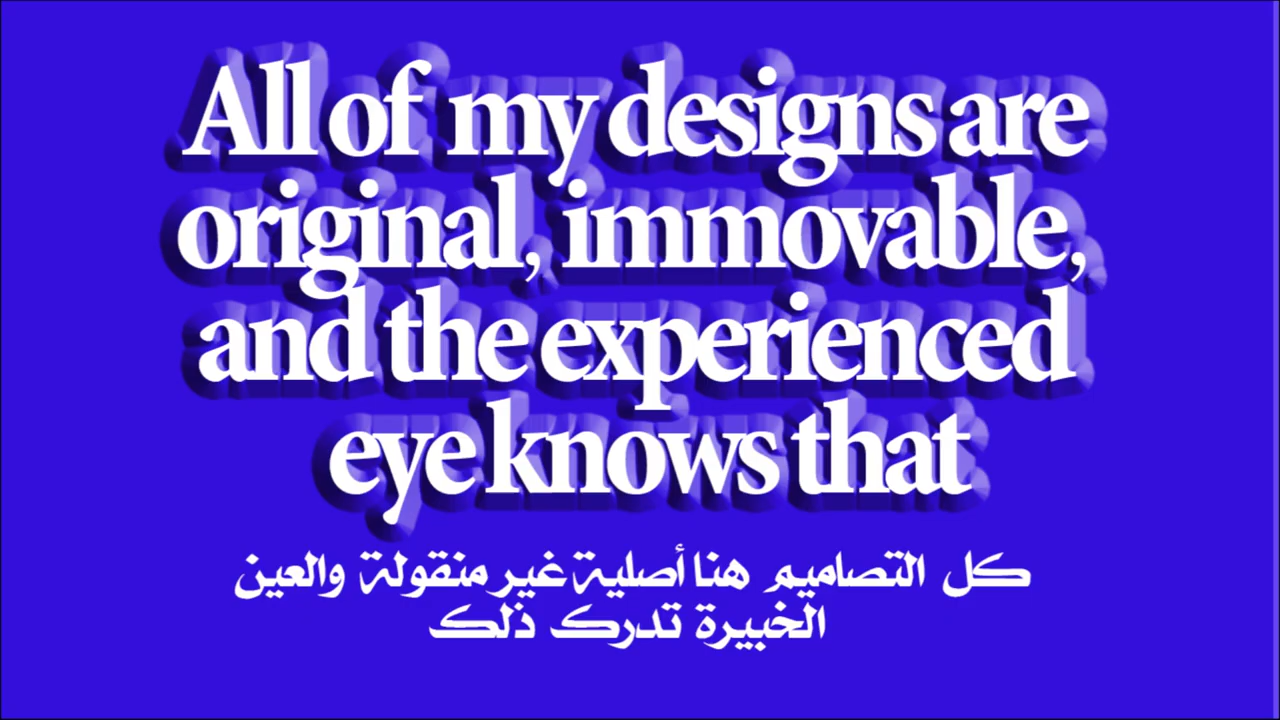 All of my designs are
original, immovable,
and the experienced
eye knows that
كل التصاميم هنا أصلية غير منقولة والعين
الخبيرة تدرك ذلك